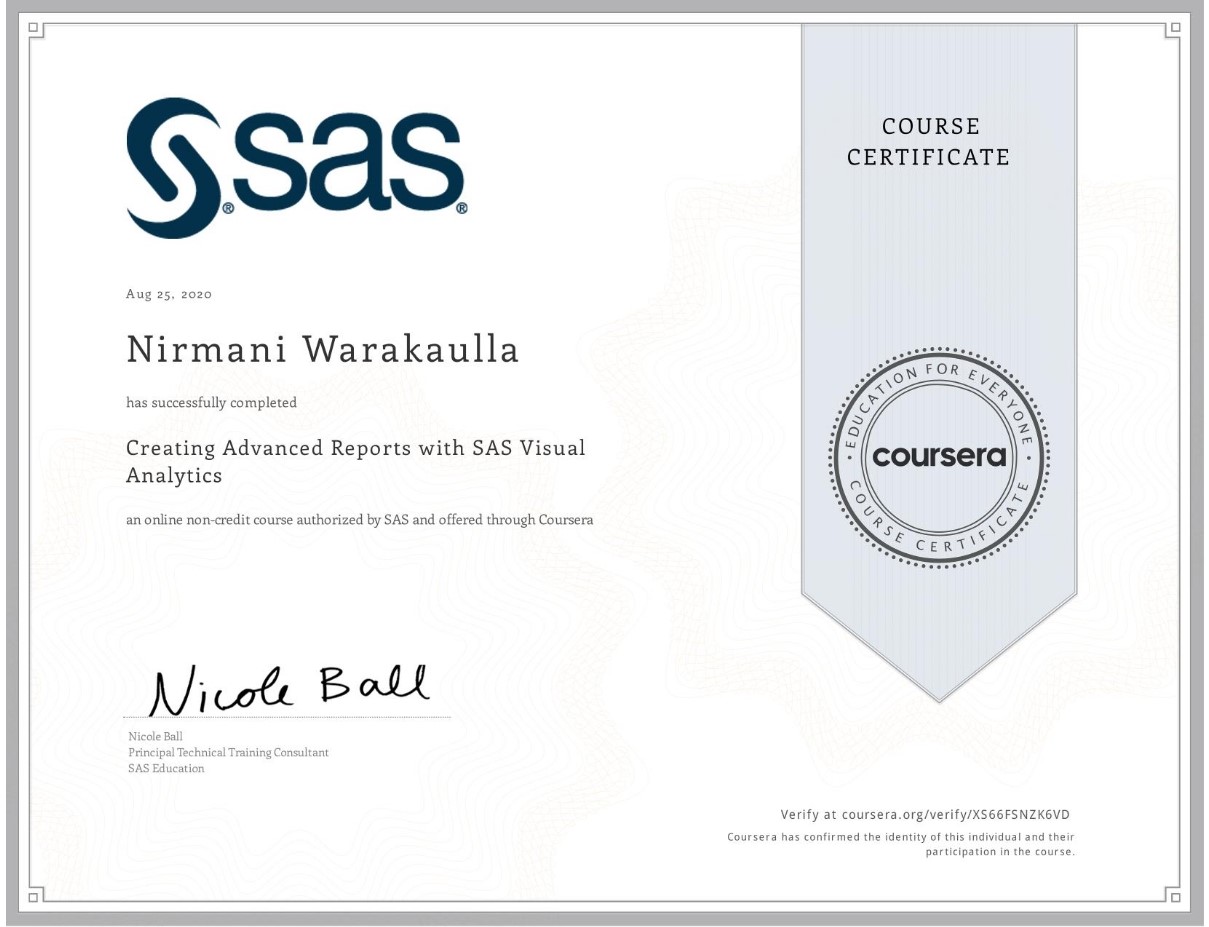 sas
®
®
COURSE
CERTIFICATE
Aug 25, 2020
Nirmani Warakaulla
has successfully completed
Creating Advanced Reports with SAS Visual
Analytics
an online non-credit course authorized by SAS and offered through Coursera
EDUCATION FOR EVERYONE
coursera
COURSE CERTIFICATE
Nicole Ball
Nicole Ball
Principal Technical Training Consultant
SAS Education
Verify at coursera.org/verify/XS66FSNZK6VD
Coursera has confirmed the identity of this individual and their
participation in the course.